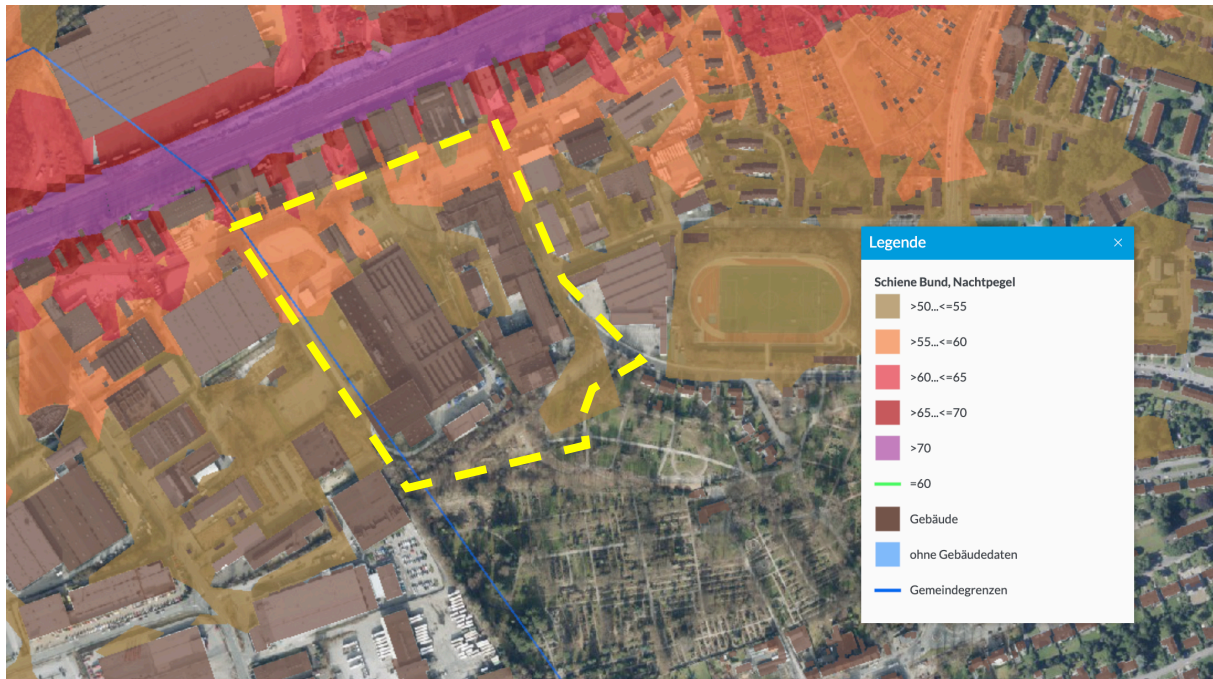 Legende ×
Schiene Bund, Nachtpegel
>50...<=55
>55...<=60
>60...<=65
>65...<=70
>70
=60
Gebäude
ohne Gebäudedaten
Gemeindegrenzen